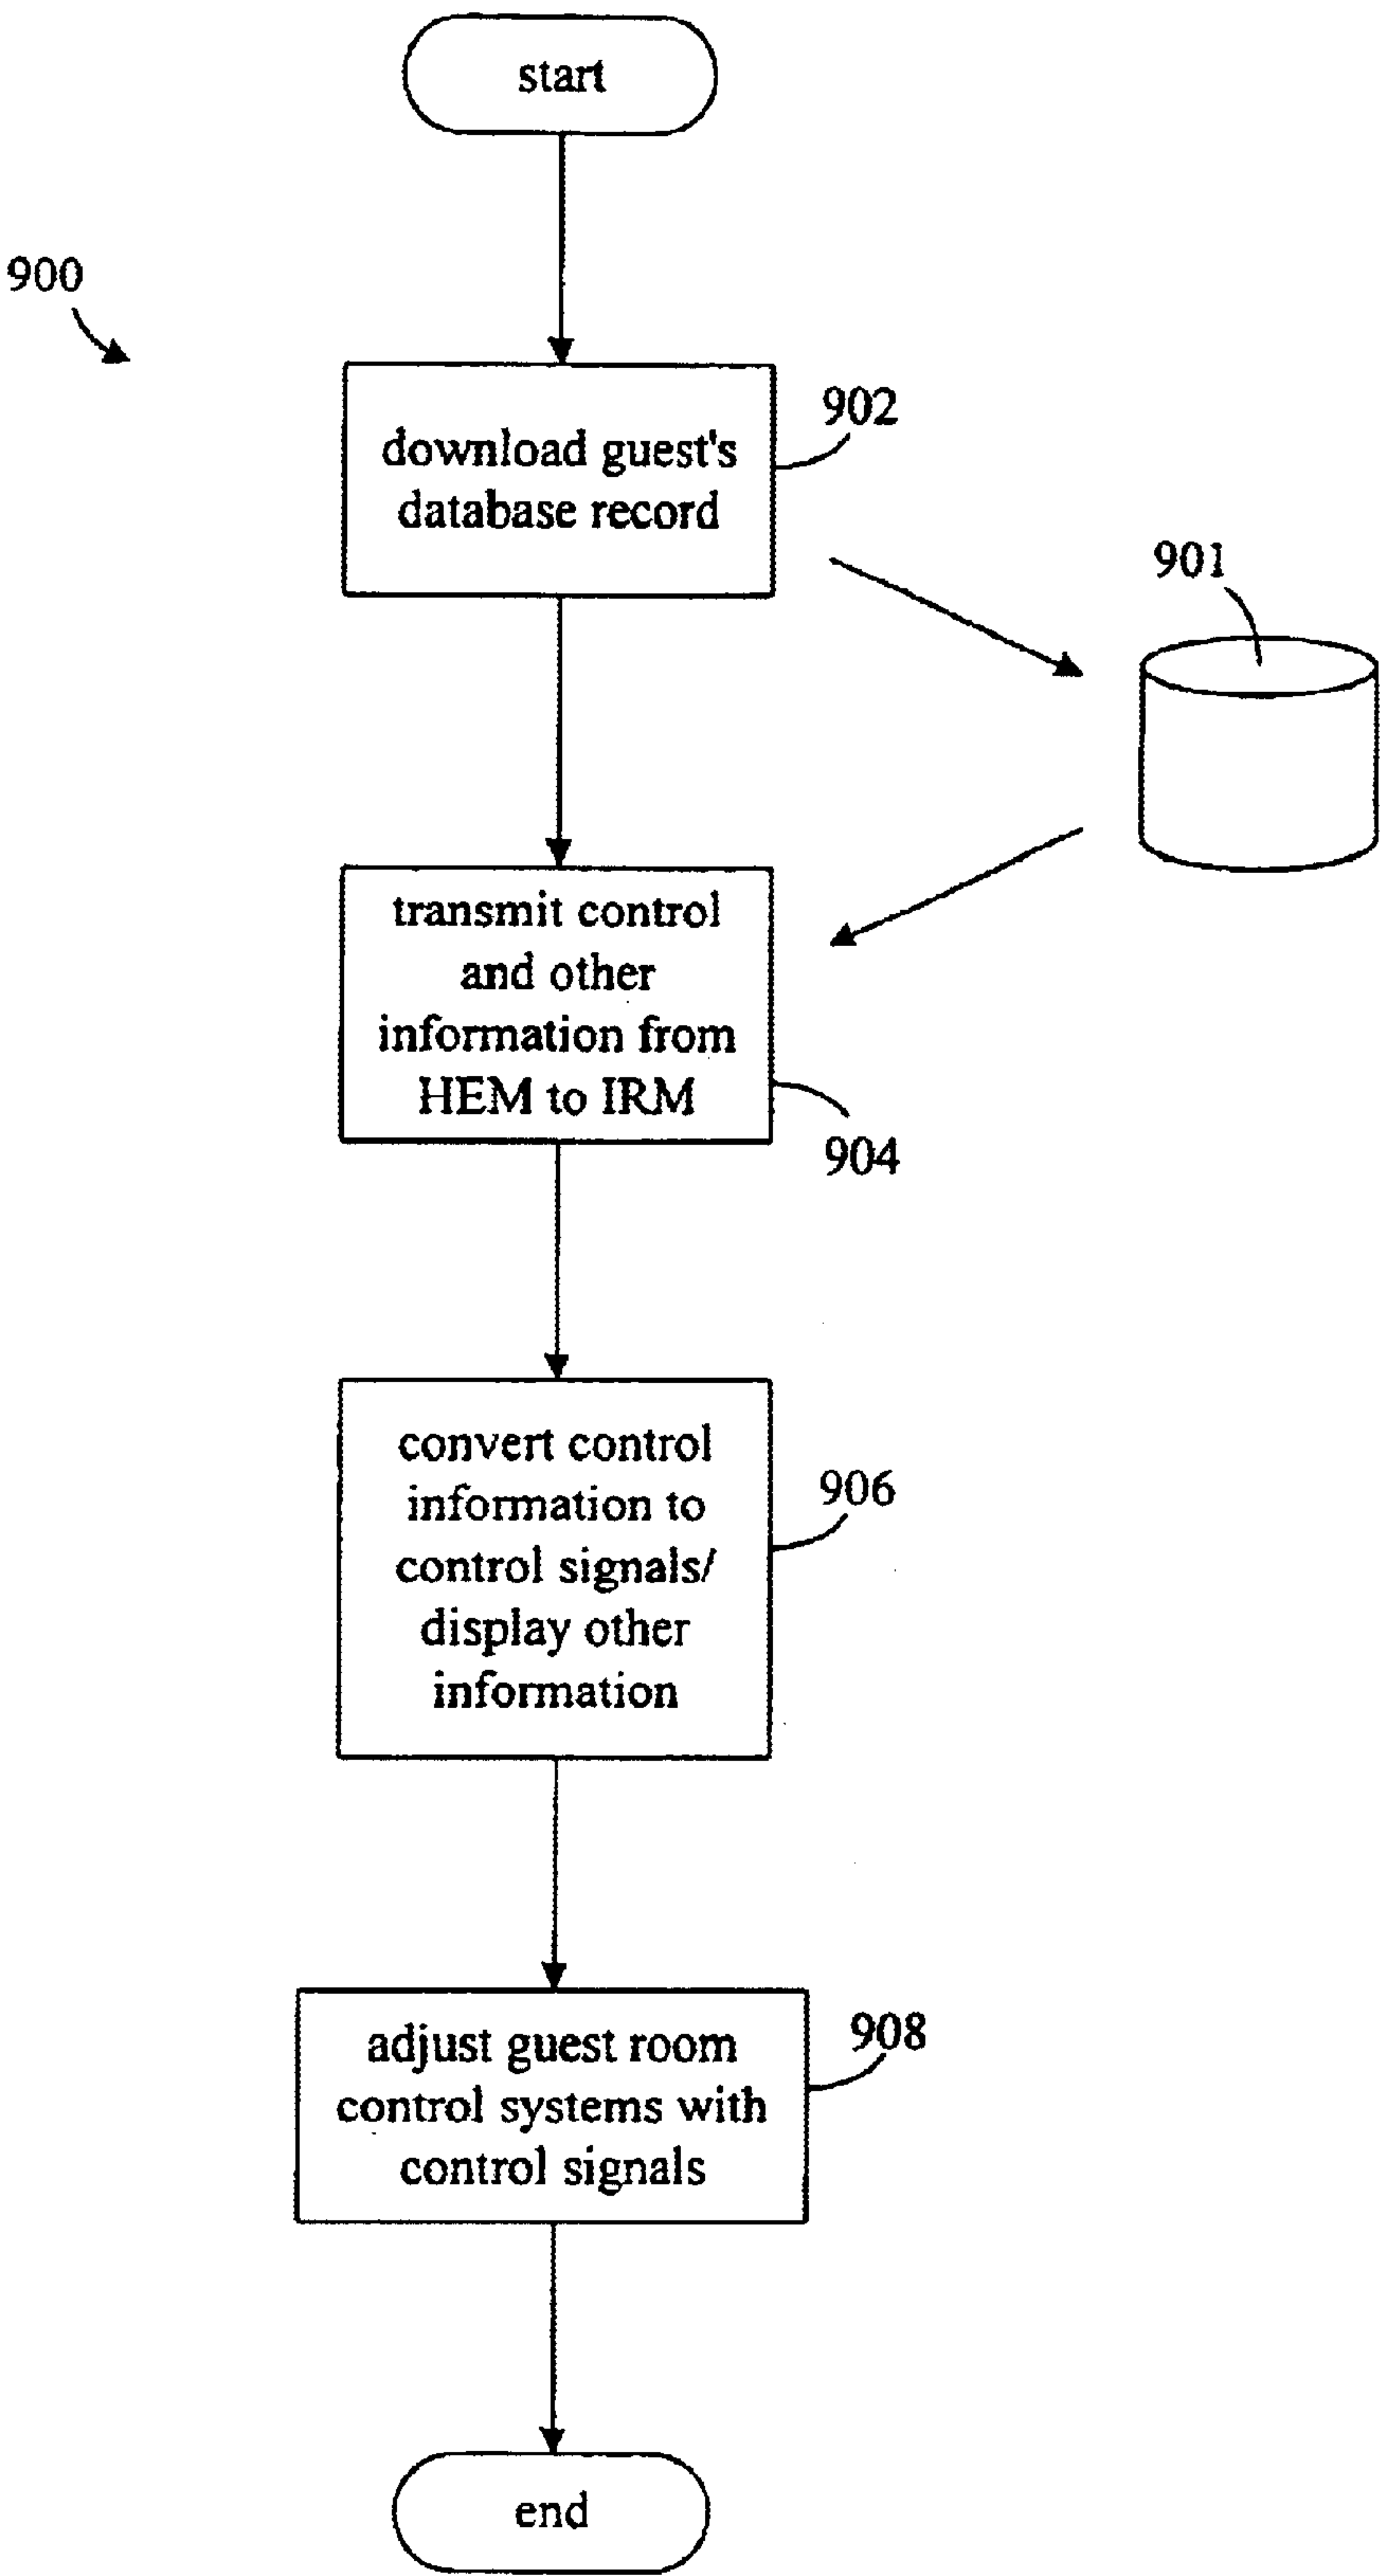 start
900
902
download guest's
database record
901
transmit control
and other
information from
HEM to IRM
904
convert control
information to
control signals/
display other
information
906
adjust guest room
control systems with
control signals
908
end